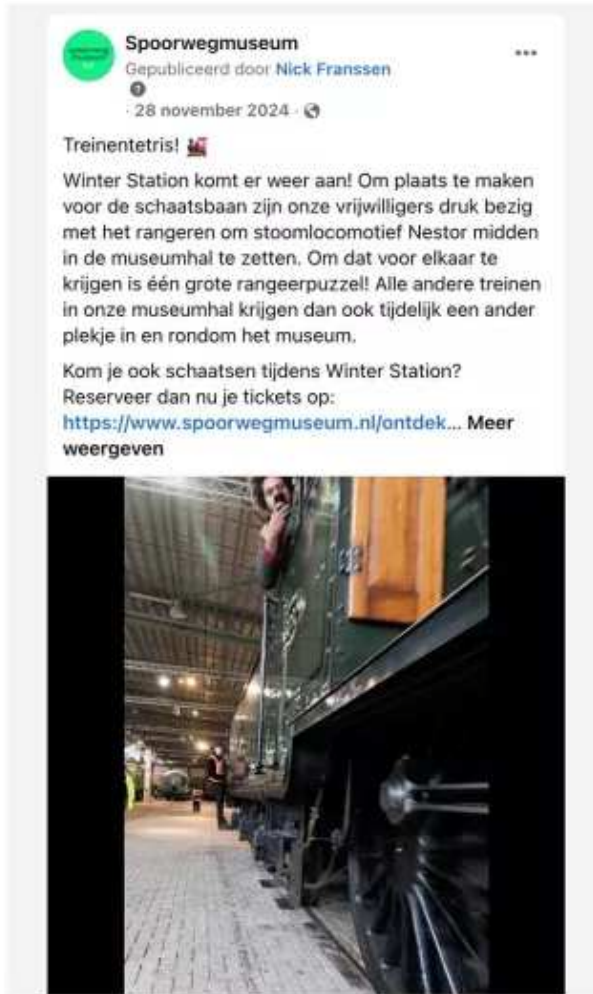 Spoorwegmuseum
Gepubliceerd door Nick Franssen
· 28 november 2024 ·
Treinentetris! 🚂
Winter Station komt er weer aan! Om plaats te maken
voor de schaatsbaan zijn onze vrijwilligers druk bezig
met het rangeren om stoomlocomotief Nestor midden
in de museumhal te zetten. Om dat voor elkaar te
krijgen is één grote rangeerpuzzel! Alle andere treinen
in onze museumhal krijgen dan ook tijdelijk een ander
plekje in en rondom het museum.
Kom je ook schaatsen tijdens Winter Station?
Reserveer dan nu je tickets op:
https://www.spoorwegmuseum.nl/ontdek... Meer
weergeven